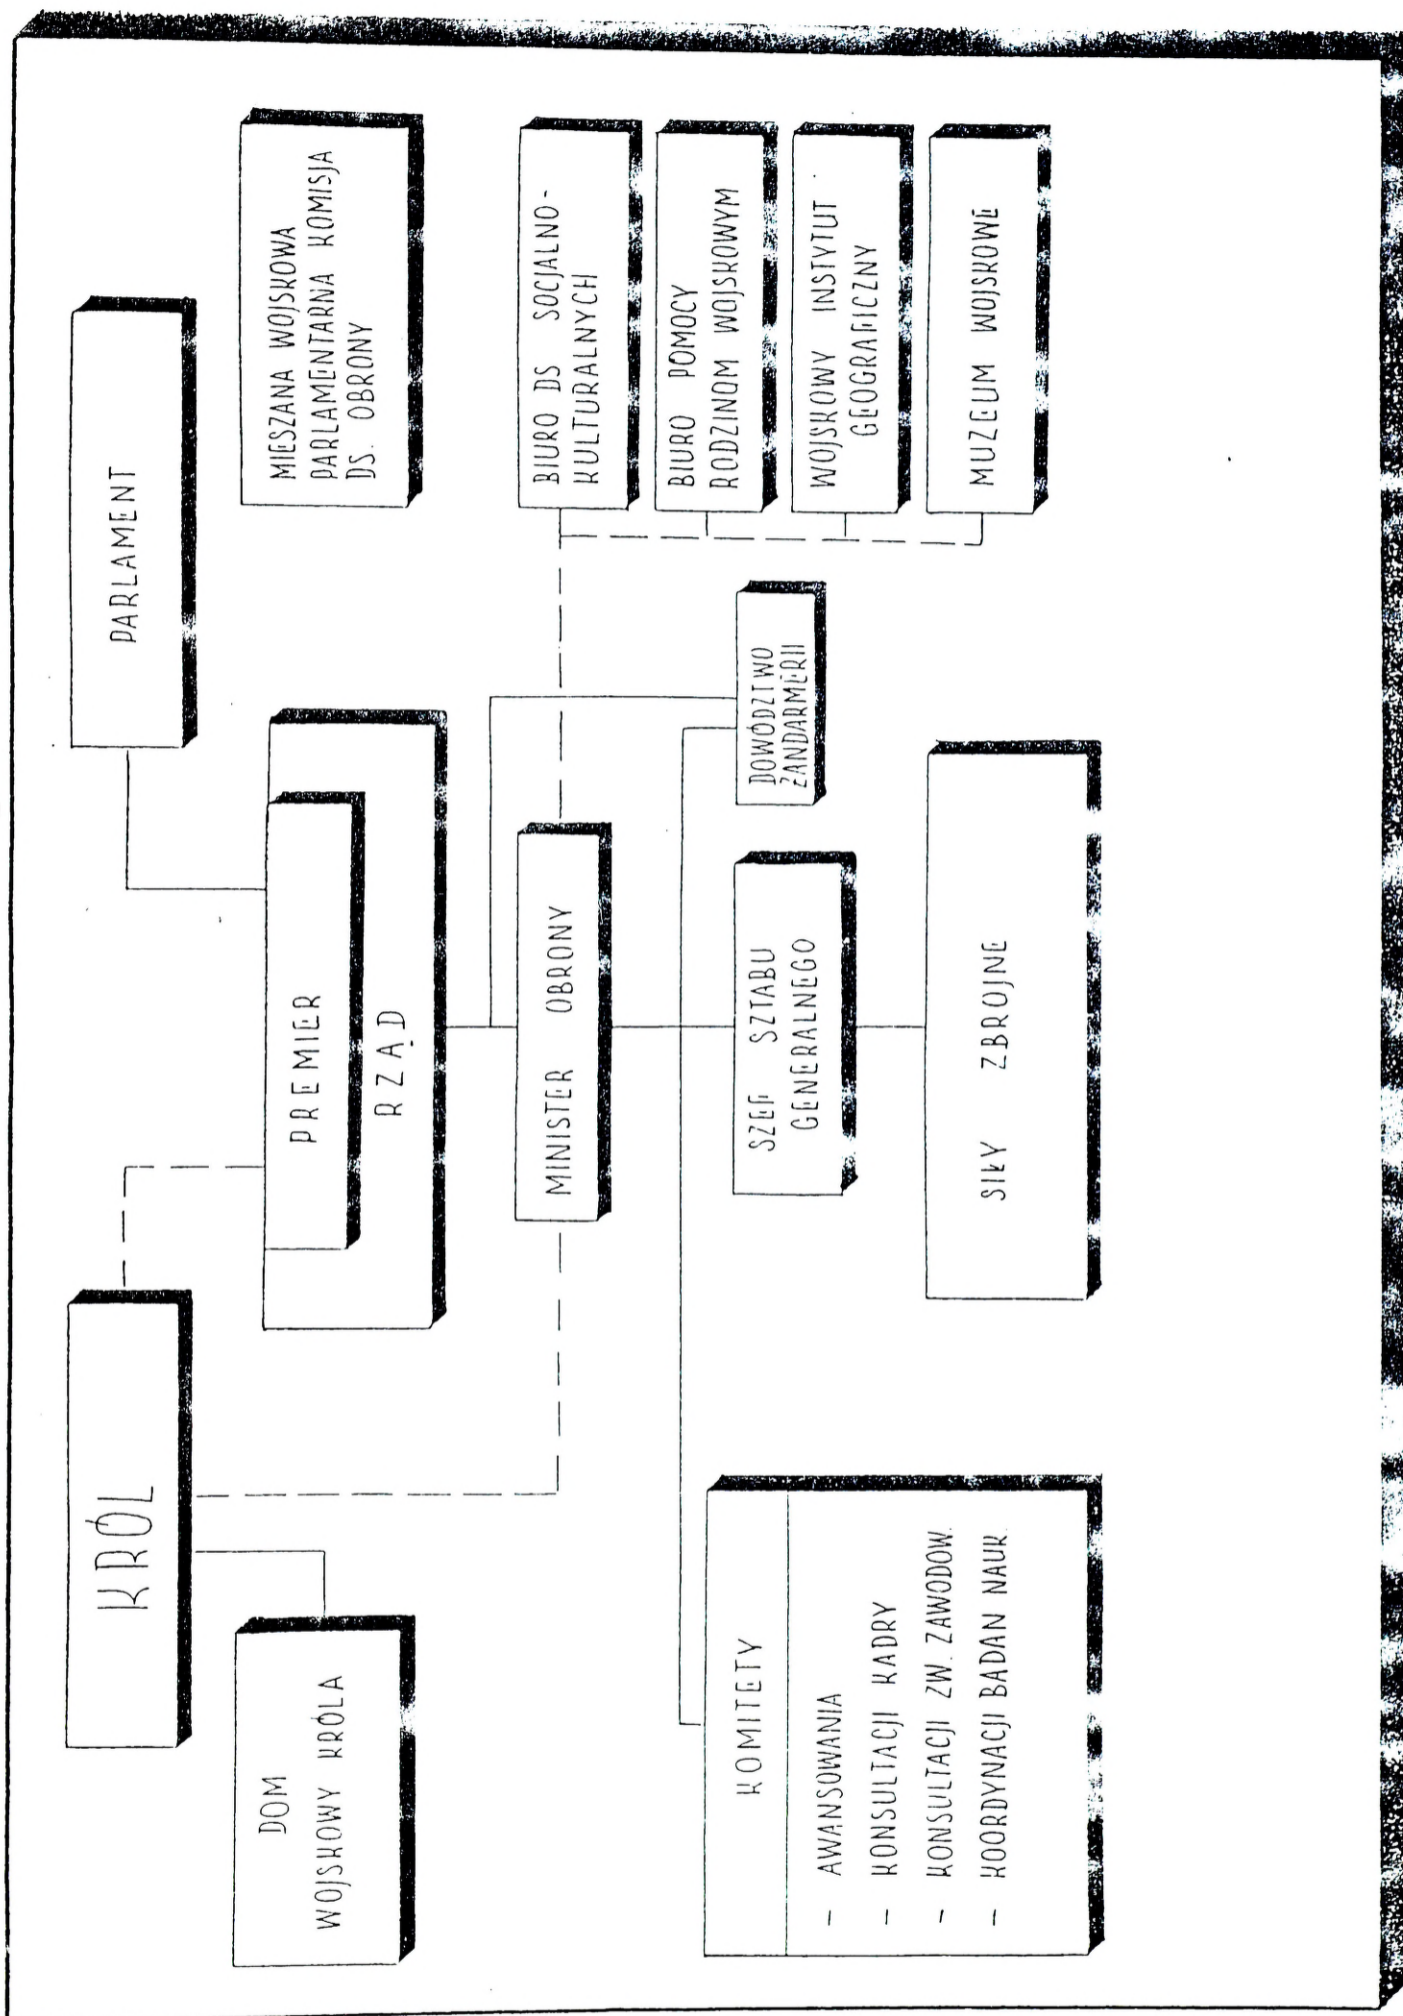 KRÓL
PARLAMENT
DOM
WOJSKOWY KRÓLA
PREMIER
RZĄD
MIESZANA WOJSKOWA
PARLAMENTARNA KOMISJA
DS. OBRONY
MINISTER OBRONY
BIURO DS SOCJALNO-
KULTURALNYCH
BIURO POMOCY
RODZINOM WOJSKOWYM
WOJSKOWY INSTYTUT
GEOGRAFICZNY
MUZEUM WOJSKOWE
KOMITETY
- AWANSOWANIA
- KONSULTACJI KADRY
- KONSULTACJI ZW. ZAWODOW.
- KOORDYNACJI BADAN NAUK.
SZEF SZTABU
GENERALNEGO
DOWÓDZTWO
ŻANDARMERII
SIŁY ZBROJNE